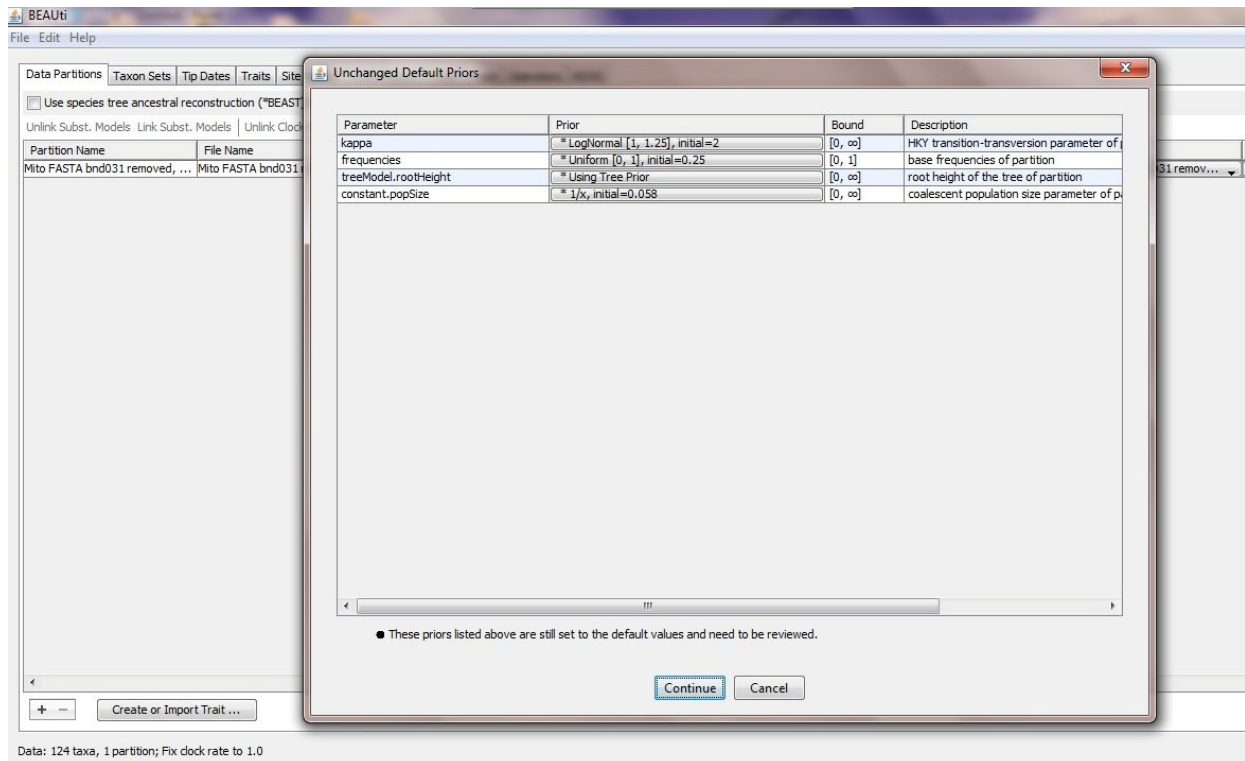 BEAUti
File Edit Help
Data Partitions Taxon Sets Tip Dates Traits Site
Use species tree ancestral reconstruction (*BEAST
Unlink Subst. Models Link Subst. Models Unlink Clock
Partition Name File Name
Mito FASTA bnd031 removed, ... Mito FASTA bnd031
Unchanged Default Priors
Parameter Prior Bound Description
kappa * LogNormal [1, 1.25], initial=2 [0, ∞] HKY transition-transversion parameter of
frequencies * Uniform [0, 1], initial=0.25 [0, 1] base frequencies of partition
treeModel.rootHeight * Using Tree Prior [0, ∞] root height of the tree of partition
constant.popSize * 1/x, initial=0.058 [0, ∞] coalescent population size parameter of
● These priors listed above are still set to the default values and need to be reviewed.
Continue Cancel
31 remov...
+ − Create or Import Trait ...
Data: 124 taxa, 1 partition; Fix clock rate to 1.0